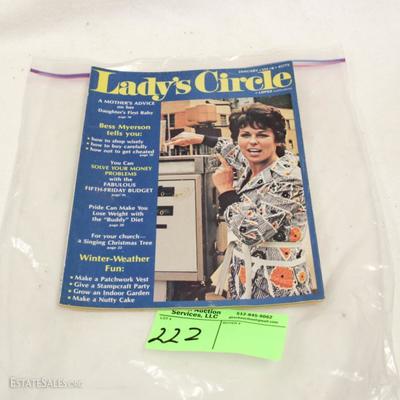 Lady's Circle
A MOTHER'S ADVICE
on her
Daughter's First Baby
Bess Myerson
tells you:
• how to shop wisely
• how to buy carefully
• how not to get cheated
You Can
SOLVE YOUR MONEY
PROBLEMS
with the
FABULOUS
FIFTH-FRIDAY BUDGET
Pride Can Make You
Lose Weight with
the "Buddy" Diet
For your church—
a Singing Christmas Tree
Winter-Weather
Fun:
• Make a Patchwork Vest
• Give a Stampcraft Party
• Grow an Indoor Garden
• Make a Nutty Cake
Auction
Services, LLC
LOT #
222
ESTATESALES.ORG